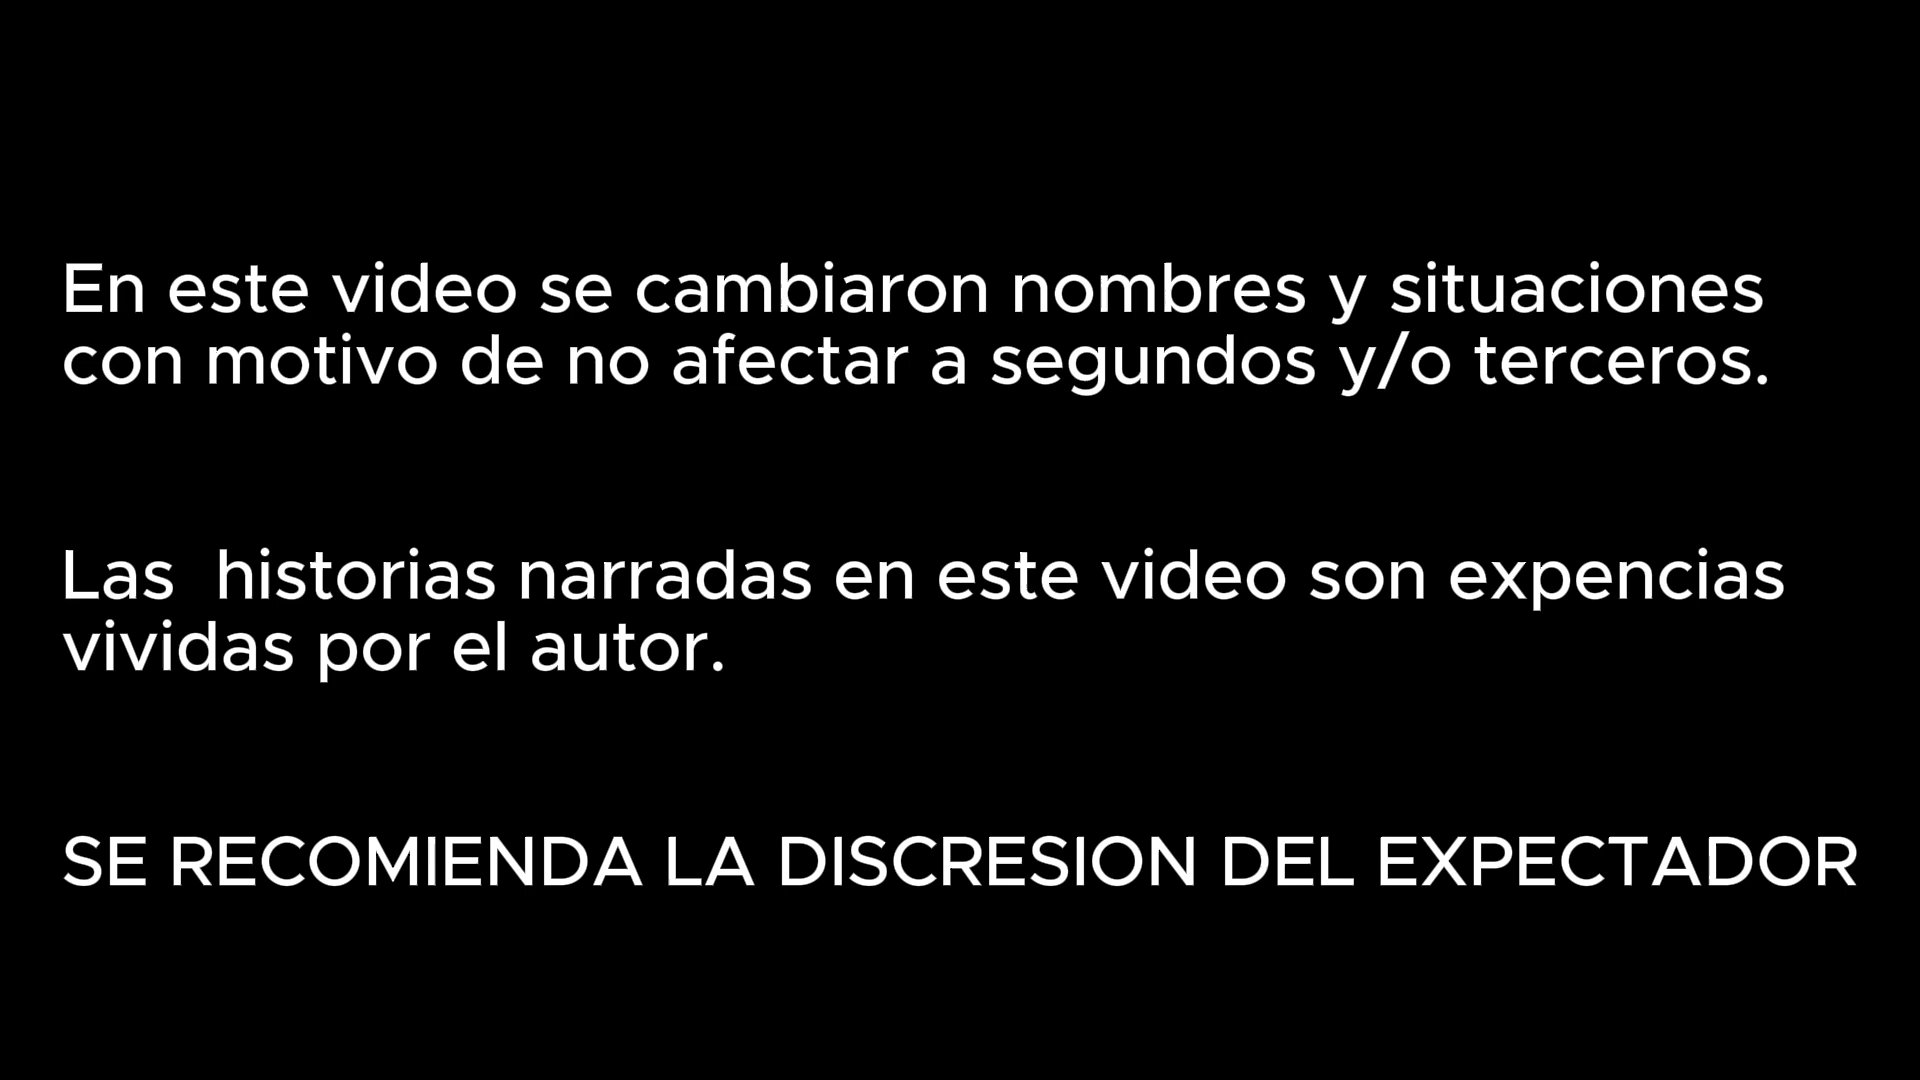 En este video se cambiaron nombres y situaciones
con motivo de no afectar a segundos y/o terceros.
Las  historias narradas en este video son expencias
vividas por el autor.
SE RECOMIENDA LA DISCRESION DEL EXPECTADOR